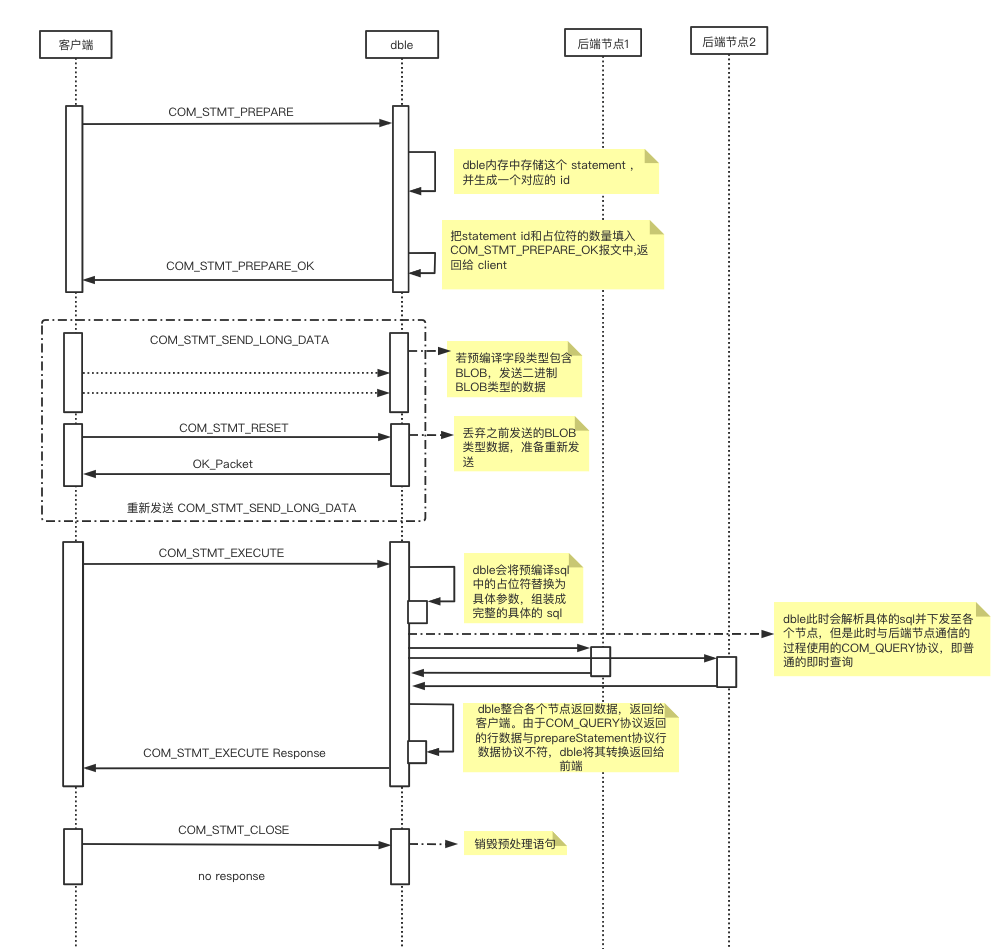 客户端
dble
后端节点1
后端节点2
COM_STMT_PREPARE
dble内存中存储这个 statement ，
并生成一个对应的 id
把statement id和占位符的数量填入
COM_STMT_PREPARE_OK报文中,返
回给 client
COM_STMT_PREPARE_OK
COM_STMT_SEND_LONG_DATA
若预编译字段类型包含
BLOB，发送二进制
BLOB类型的数据
COM_STMT_RESET
丢弃之前发送的BLOB
类型数据，准备重新发
送
OK_Packet
重新发送 COM_STMT_SEND_LONG_DATA
COM_STMT_EXECUTE
dble会将预编译sql
中的占位符替换为
具体参数，组装成
完整的具体的 sql
dble此时会解析具体的sql并下发至各
个节点，但是此时与后端节点通信的
过程使用的COM_QUERY协议，即普
通的即时查询
dble整合各个节点返回数据，返回给
客户端。由于COM_QUERY协议返回
的行数据与prepareStatement协议行
数据协议不符，dble将其转换返回给
前端
COM_STMT_EXECUTE Response
COM_STMT_CLOSE
销毁预处理语句
no response